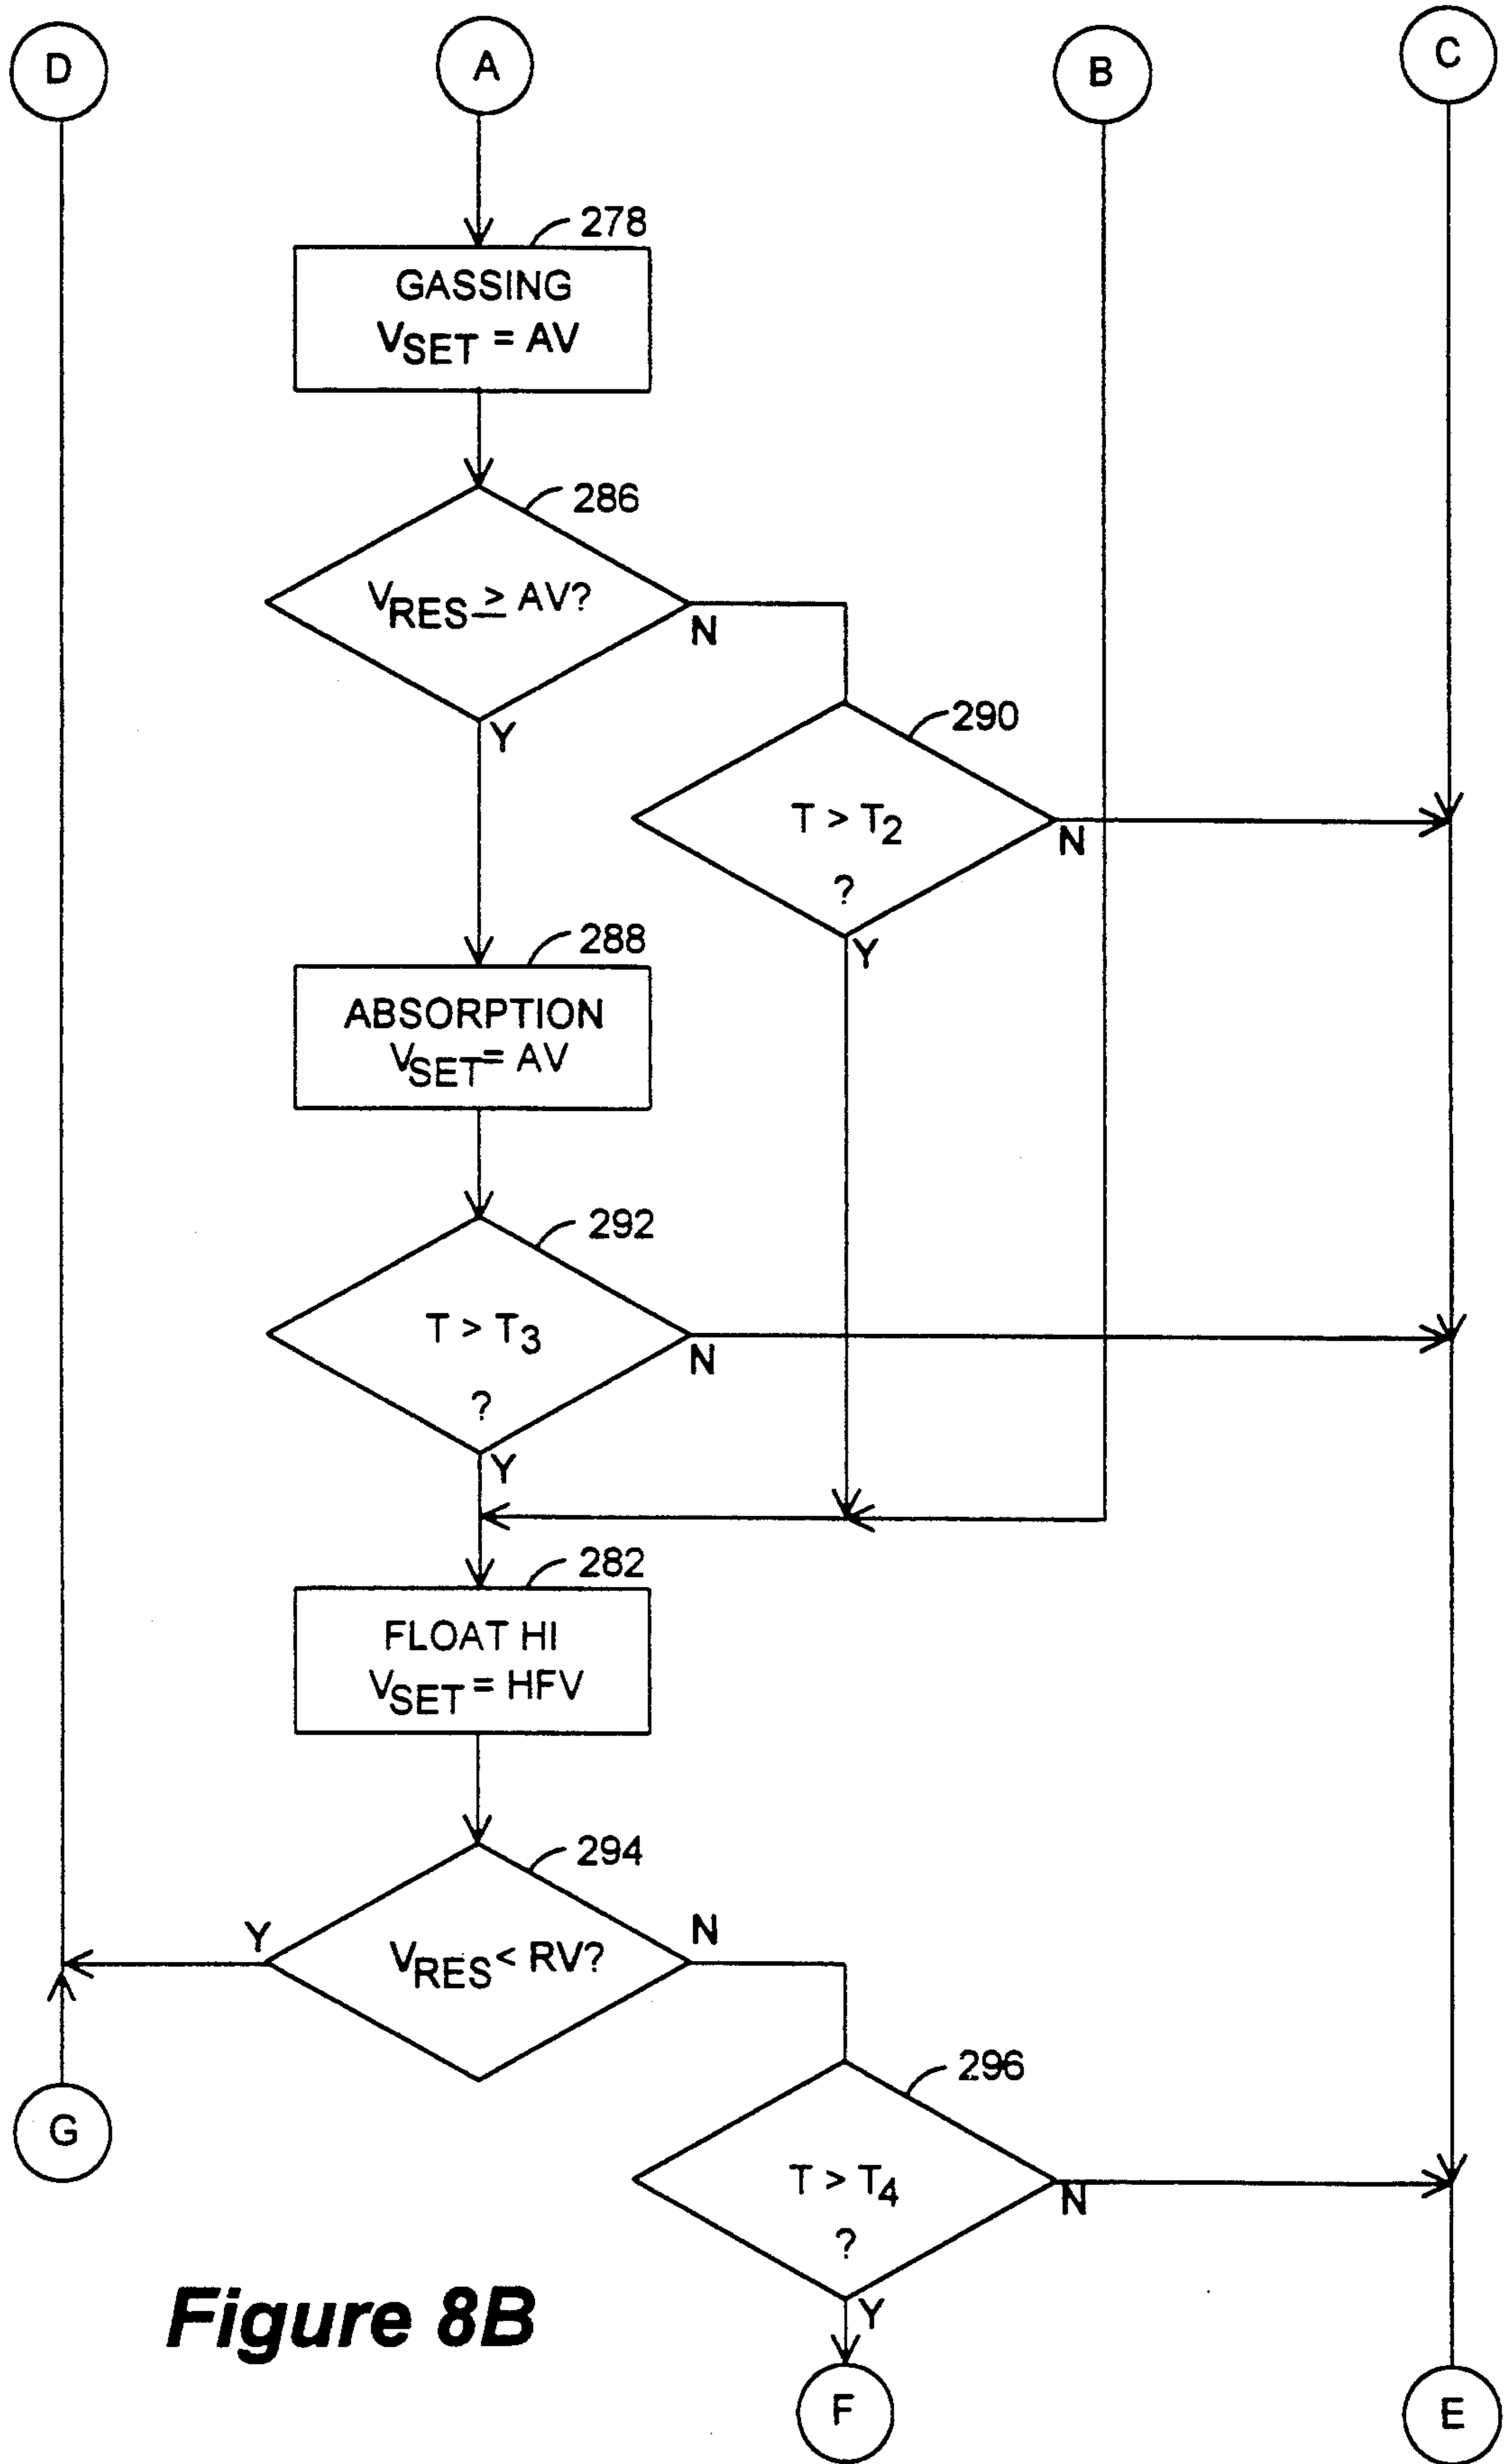 D
A
B
C
278
GASSING
VSET = AV
286
VRES ≥ AV?
N
290
Y
T > T2
?
N
Y
288
ABSORPTION
VSET = AV
292
T > T3
?
N
Y
282
FLOAT HI
VSET = HFV
294
Y
N
VRES < RV?
296
G
T > T4
?
N
Y
Figure 8B
F
E